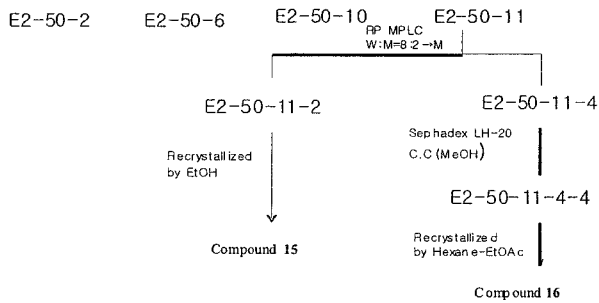 E2-50-2 E2-50-6 E2-50-10 E2-50-11
RP MPLC
W:M=8:2→M
E2-50-11-2 E2-50-11-4
Recrystallized
by EtOH
Sephadex LH-20
C.C(MeOH)
E2-50-11-4-4
Compound 15
Recrystallized
by Hexane-EtOAc
Compound 16